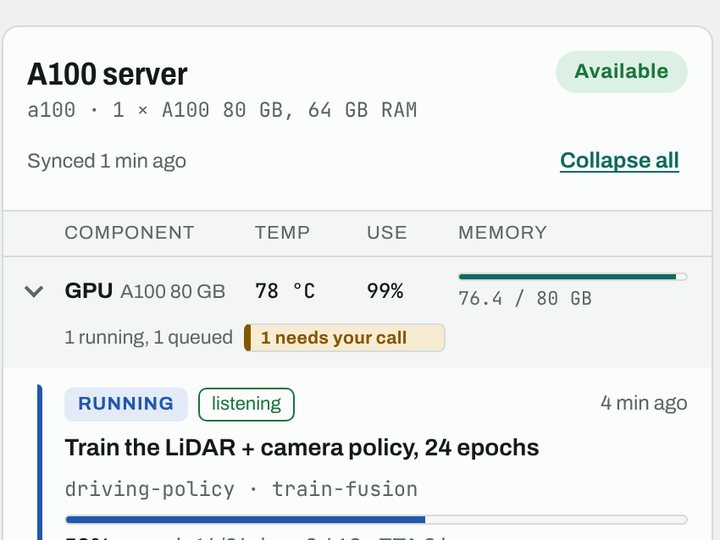 A100 server
Available
a100 · 1 × A100 80 GB, 64 GB RAM
Synced 1 min ago
Collapse all
COMPONENT TEMP USE MEMORY
GPU A100 80 GB 78 °C 99%
76.4 / 80 GB
1 running, 1 queued 1 needs your call
RUNNING listening 4 min ago
Train the LiDAR + camera policy, 24 epochs
driving-policy · train-fusion